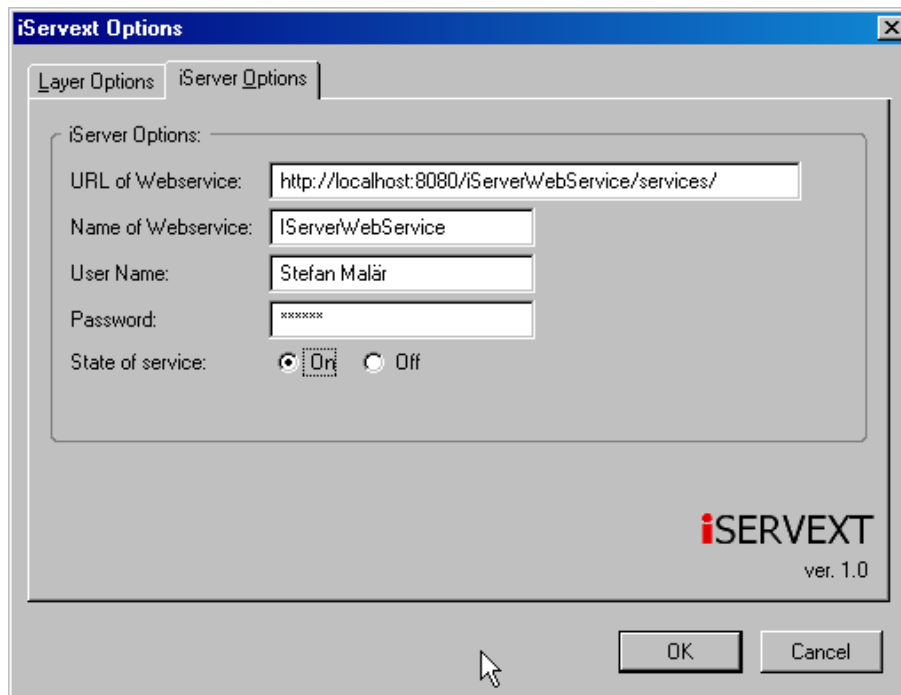 iServext Options
Layer Options iServer Options
iServer Options:
URL of Webservice: http://localhost:8080/iServerWebService/services/
Name of Webservice: IServerWebService
User Name: Stefan Malär
Password: ******
State of service: On Off
iSERVEXT
ver. 1.0
OK Cancel